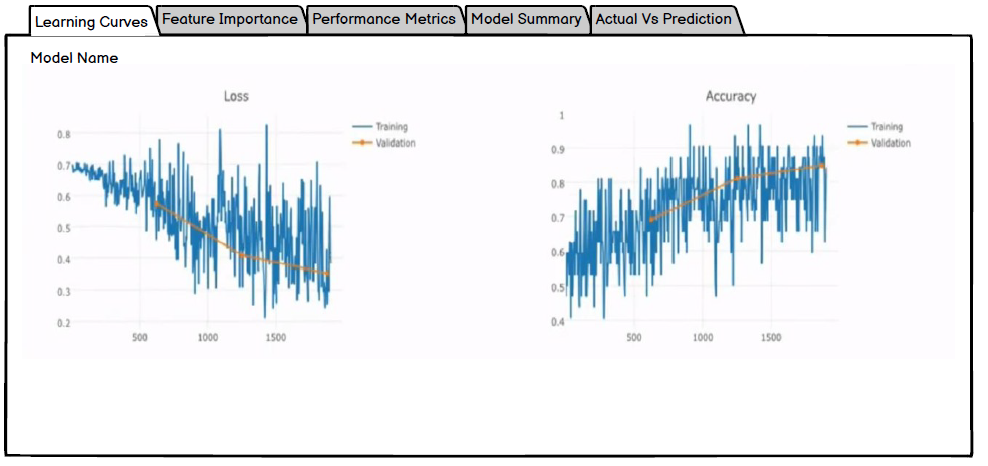 Learning Curves
Feature Importance
Performance Metrics
Model Summary
Actual Vs Prediction
Model Name
Loss
Training
Validation
0.8
0.7
0.6
0.5
0.4
0.3
0.2
500 1000 1500
Accuracy
Training
Validation
1
0.9
0.8
0.7
0.6
0.5
0.4
500 1000 1500